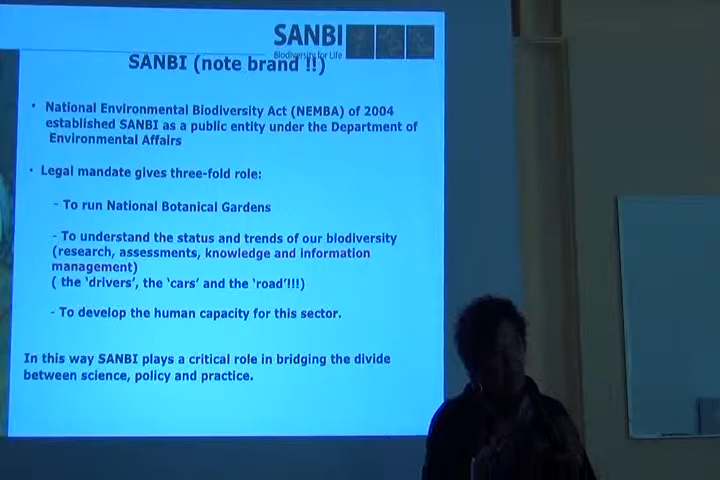 SANBI
Biodiversity for Life
SANBI (note brand !!)
• National Environmental Biodiversity Act (NEMBA) of 2004
established SANBI as a public entity under the Department of
Environmental Affairs
• Legal mandate gives three-fold role:
- To run National Botanical Gardens
- To understand the status and trends of our biodiversity
(research, assessments, knowledge and information
management)
( the 'drivers', the 'cars' and the 'road'!!!)
- To develop the human capacity for this sector.
In this way SANBI plays a critical role in bridging the divide
between science, policy and practice.